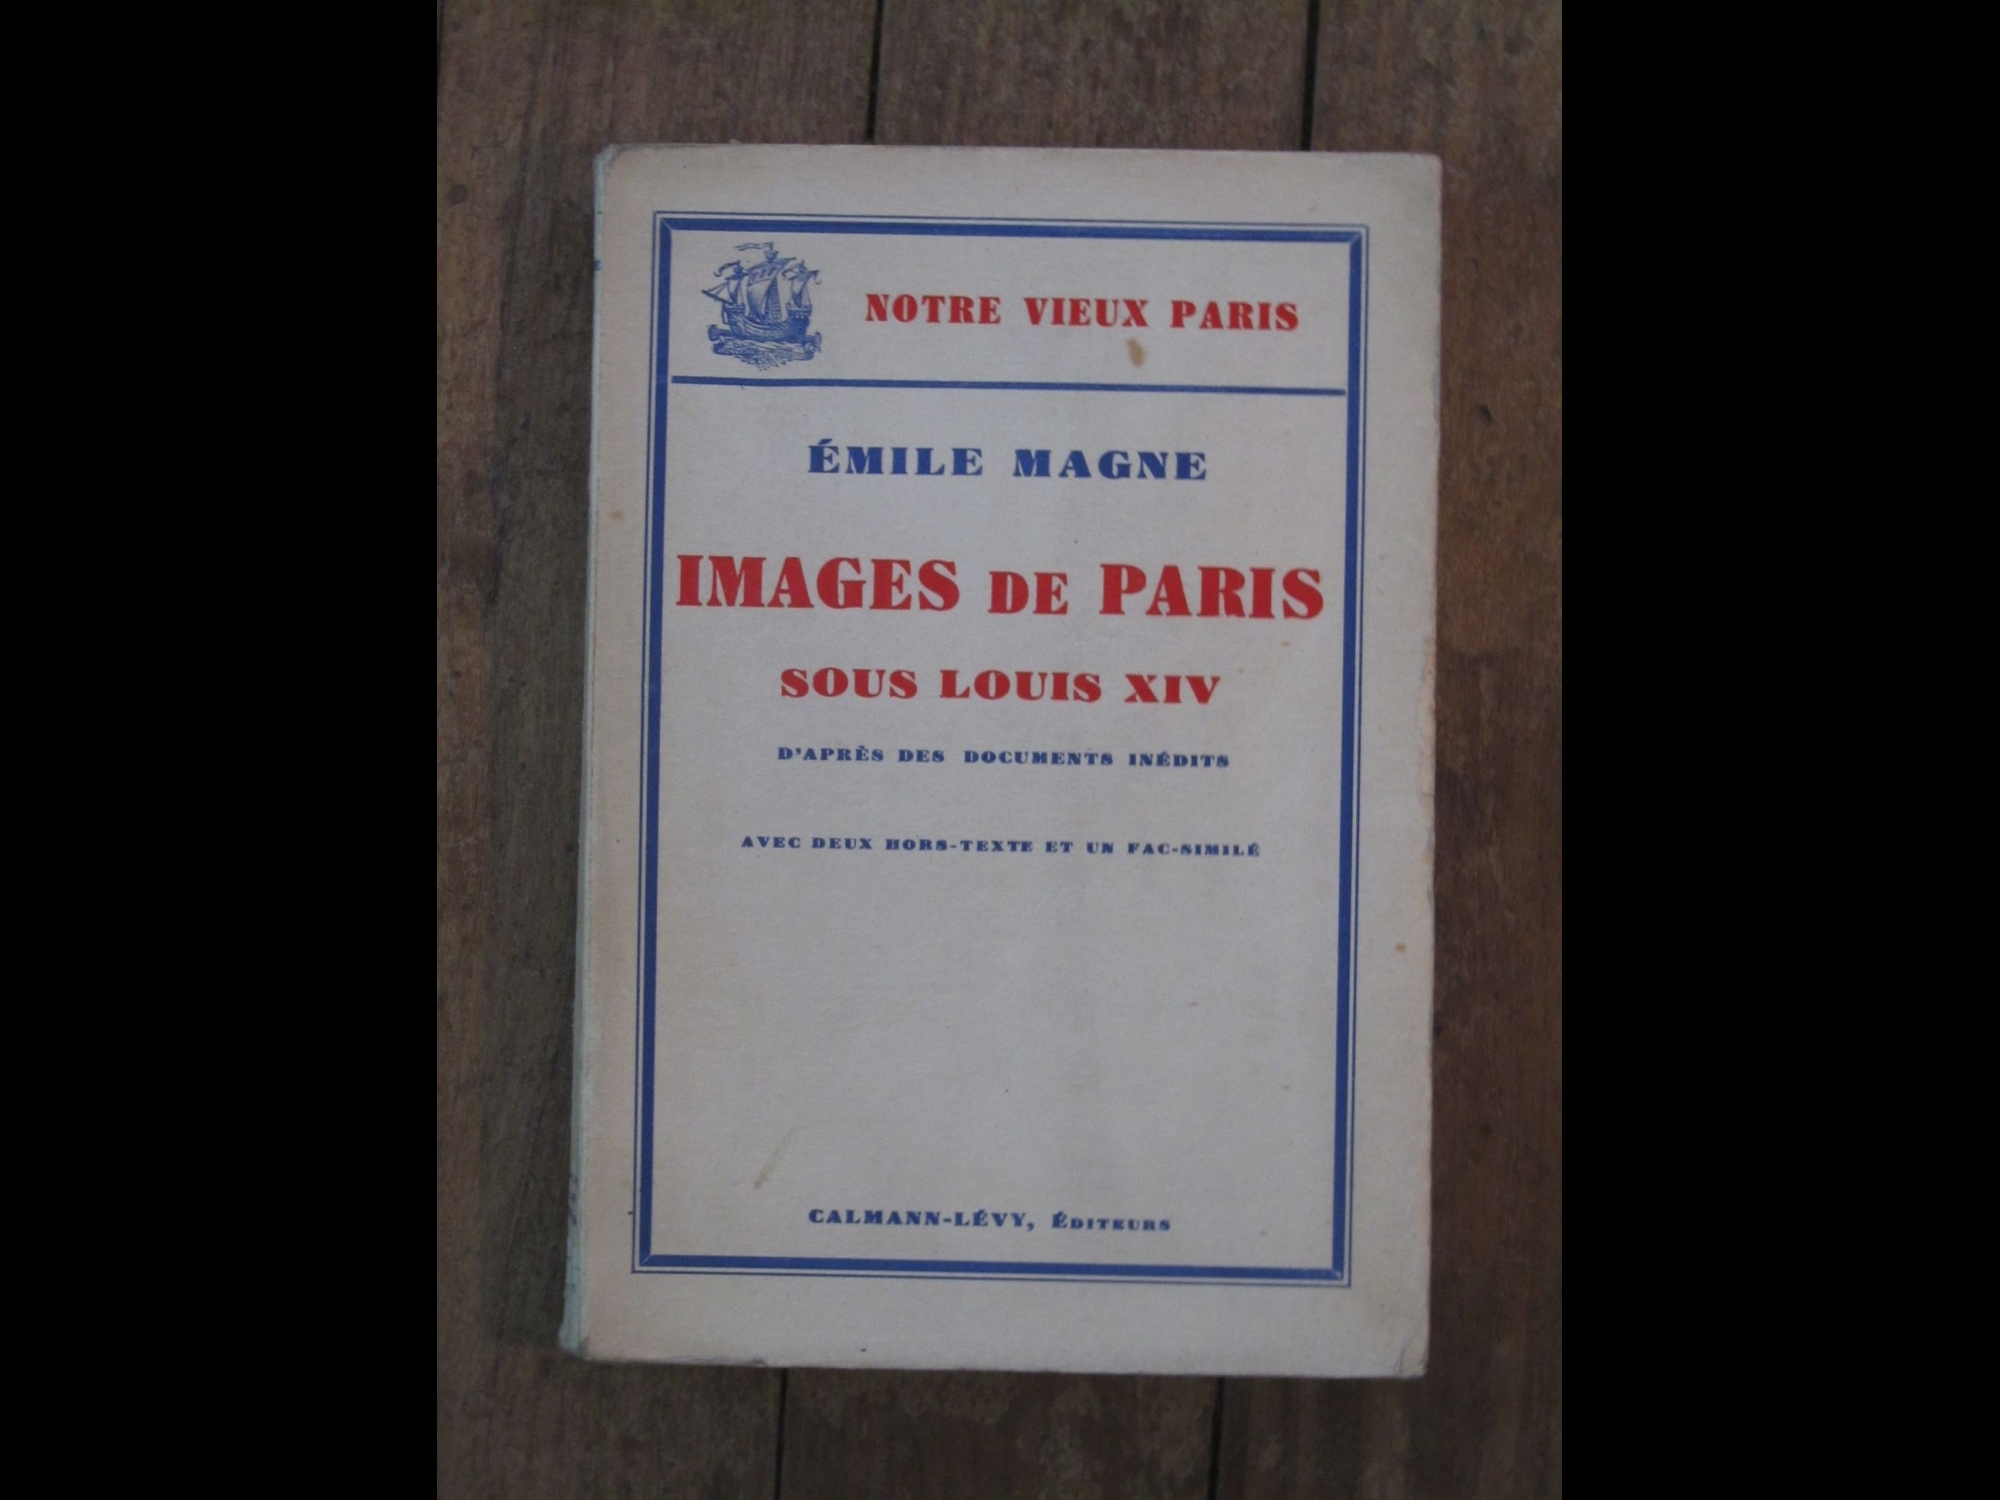 NOTRE VIEUX PARIS
ÉMILE MAGNE
IMAGES DE PARIS
SOUS LOUIS XIV
D'APRÈS DES DOCUMENTS INÉDITS
AVEC DEUX HORS-TEXTE ET UN FAC-SIMILÉ
CALMANN-LÉVY, ÉDITEURS